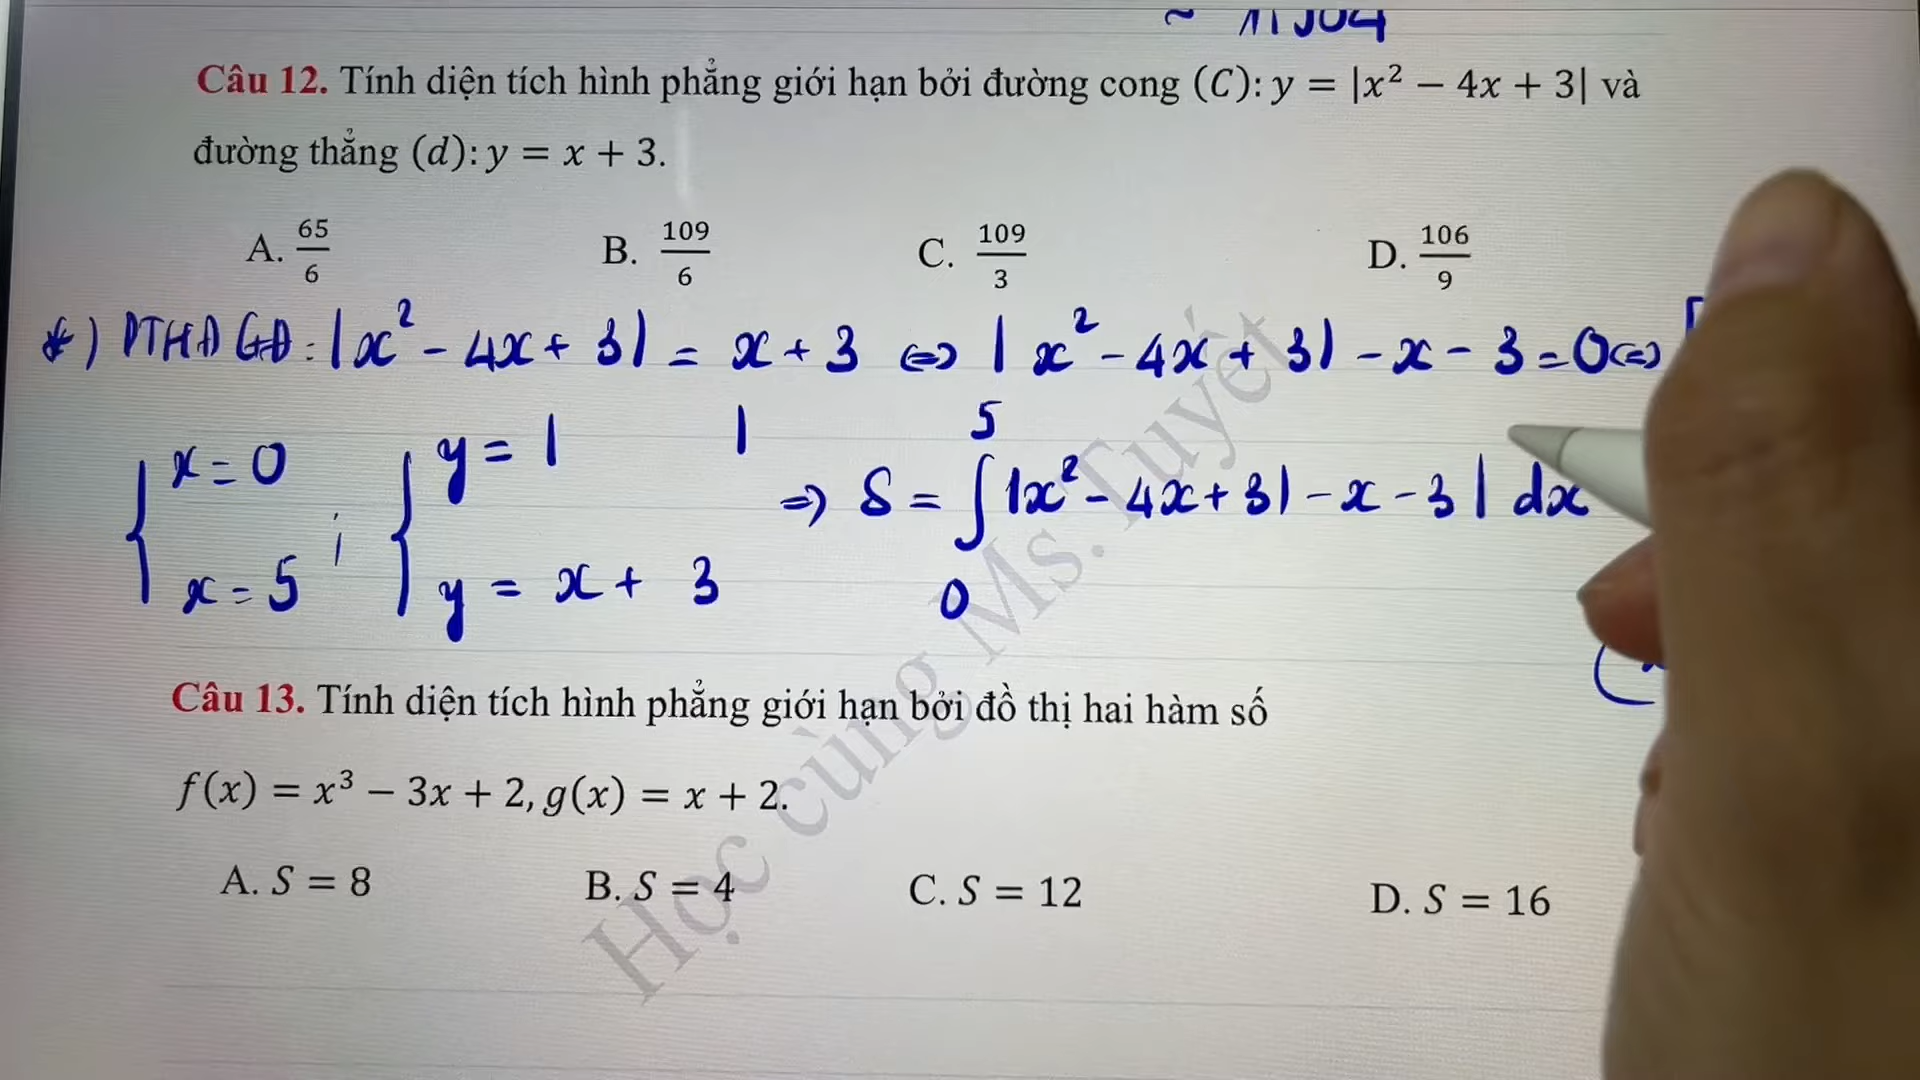 Câu 12. Tính diện tích hình phẳng giới hạn bởi đường cong (C): y = |x² − 4x + 3| và
đường thẳng (d): y = x + 3.
A. 65/6 B. 109/6 C. 109/3 D. 106/9
*) PTHĐGĐ: |x² - 4x + 3| = x + 3 <=> | x² - 4x + 3| - x - 3 = 0 <=> [
{ x = 0 ; { y = | |
x = 5 y = x + 3
=> S = ∫₀⁵ |x² - 4x + 3| - x - 3 | dx
Câu 13. Tính diện tích hình phẳng giới hạn bởi đồ thị hai hàm số
f(x) = x³ − 3x + 2, g(x) = x + 2.
A. S = 8 B. S = 4 C. S = 12 D. S = 16
Học cùng Ms. Tuyết